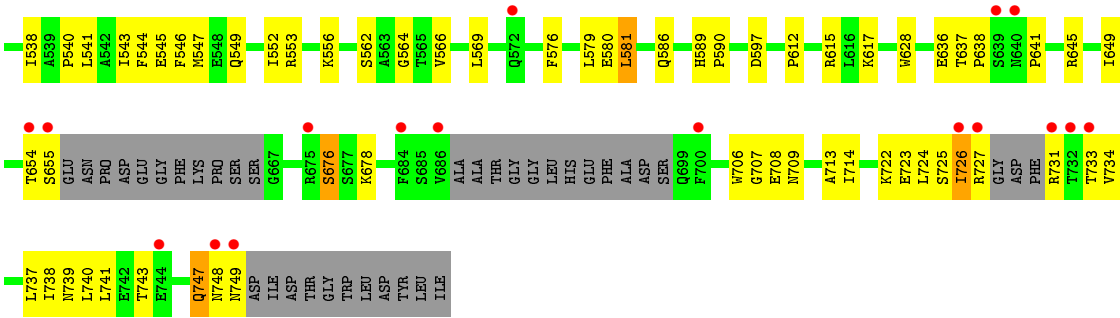 I538 A539 P540 L541 A542 I543 F544 E545 F546 M547 E548 Q549 I552 R553 K556 S562 A563 G564 T565 V566 L569 Q572 F576 L579 E580 L581 Q586 H589 P590 D597 P612 R615 L616 K617 W628 E636 T637 P638 S639 N640 P641 R645 I649
T654 S655 GLU ASN PRO ASP GLU GLY PHE LYS PRO SER SER G667 R675 S676 S677 K678 F684 S685 V686 ALA ALA THR GLY GLY LEU HIS GLU PHE ALA ASP SER Q699 F700 W706 G707 E708 N709 A713 I714 K722 E723 L724 S725 I726 R727 GLY ASP PHE R731 T732 T733 V734
L737 I738 N739 L740 L741 E742 T743 E744 Q747 N748 N749 ASP ILE ASP THR GLY TRP LEU ASP TYR LEU ILE